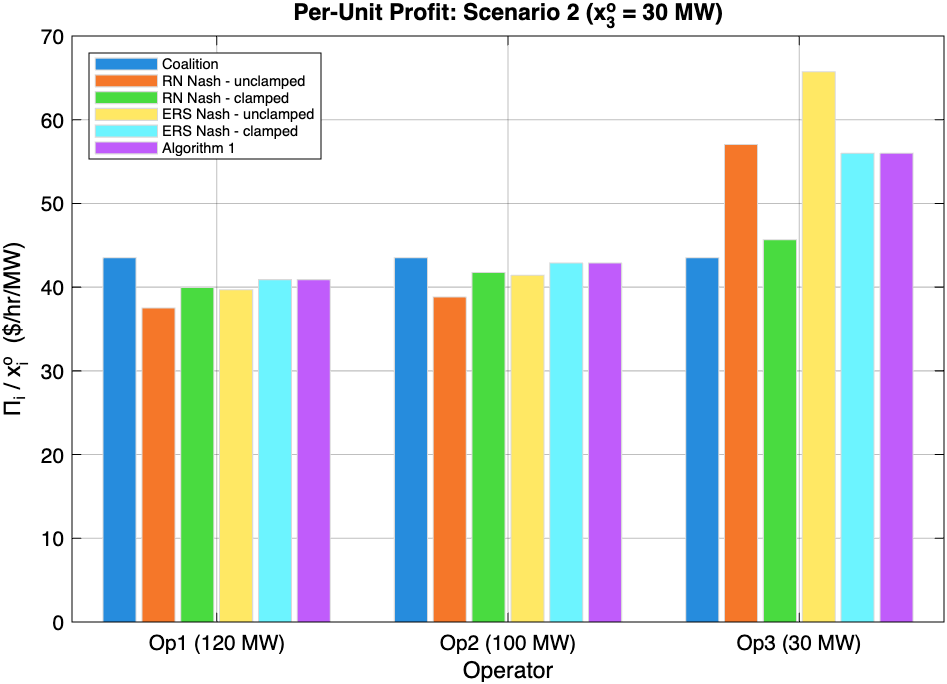 Per-Unit Profit: Scenario 2 (x₃ᵒ = 30 MW)
Coalition
RN Nash - unclamped
RN Nash - clamped
ERS Nash - unclamped
ERS Nash - clamped
Algorithm 1
70
60
50
40
30
20
10
0
Πᵢ / xᵢᵒ ($/hr/MW)
Op1 (120 MW) Op2 (100 MW) Op3 (30 MW)
Operator